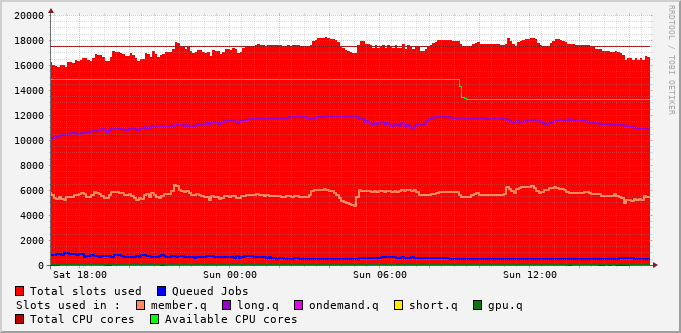 20000
18000
16000
14000
12000
10000
8000
6000
4000
2000
0
Sat 18:00 Sun 00:00 Sun 06:00 Sun 12:00
RRDTOOL / TOBI OETIKER
Total slots used Queued Jobs
Slots used in : member.q long.q ondemand.q short.q gpu.q
Total CPU cores Available CPU cores